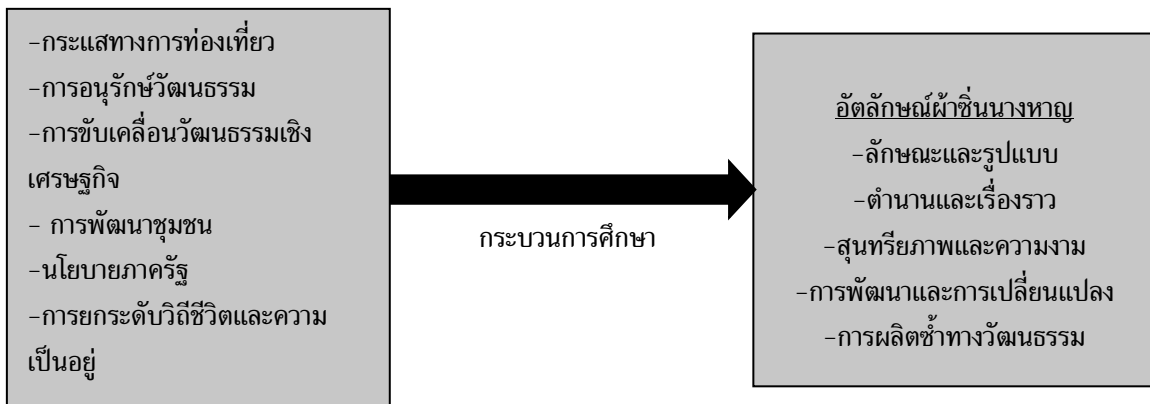 -กระแสทางการท่องเที่ยว
-การอนุรักษ์วัฒนธรรม
-การขับเคลื่อนวัฒนธรรมเชิง
เศรษฐกิจ
- การพัฒนาชุมชน
-นโยบายภาครัฐ
-การยกระดับวิถีชีวิตและความ
เป็นอยู่
กระบวนการศึกษา
อัตลักษณ์ผ้าซิ่นนางหาญ
-ลักษณะและรูปแบบ
-ตำนานและเรื่องราว
-สุนทรียภาพและความงาม
-การพัฒนาและการเปลี่ยนแปลง
-การผลิตซ้ำทางวัฒนธรรม